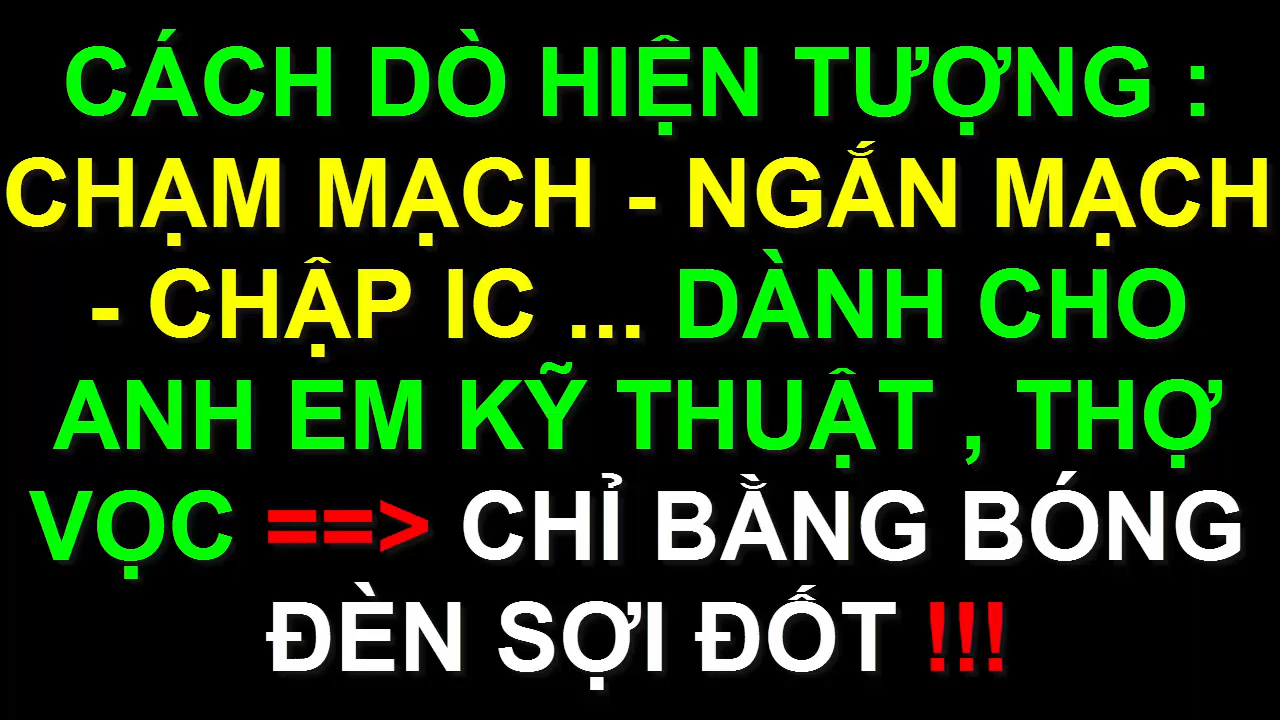 CÁCH DÒ HIỆN TƯỢNG :
CHẠM MẠCH - NGẮN MẠCH
- CHẬP IC ... DÀNH CHO
ANH EM KỸ THUẬT , THỢ
VỌC ==> CHỈ BẰNG BÓNG
ĐÈN SỢI ĐỐT !!!